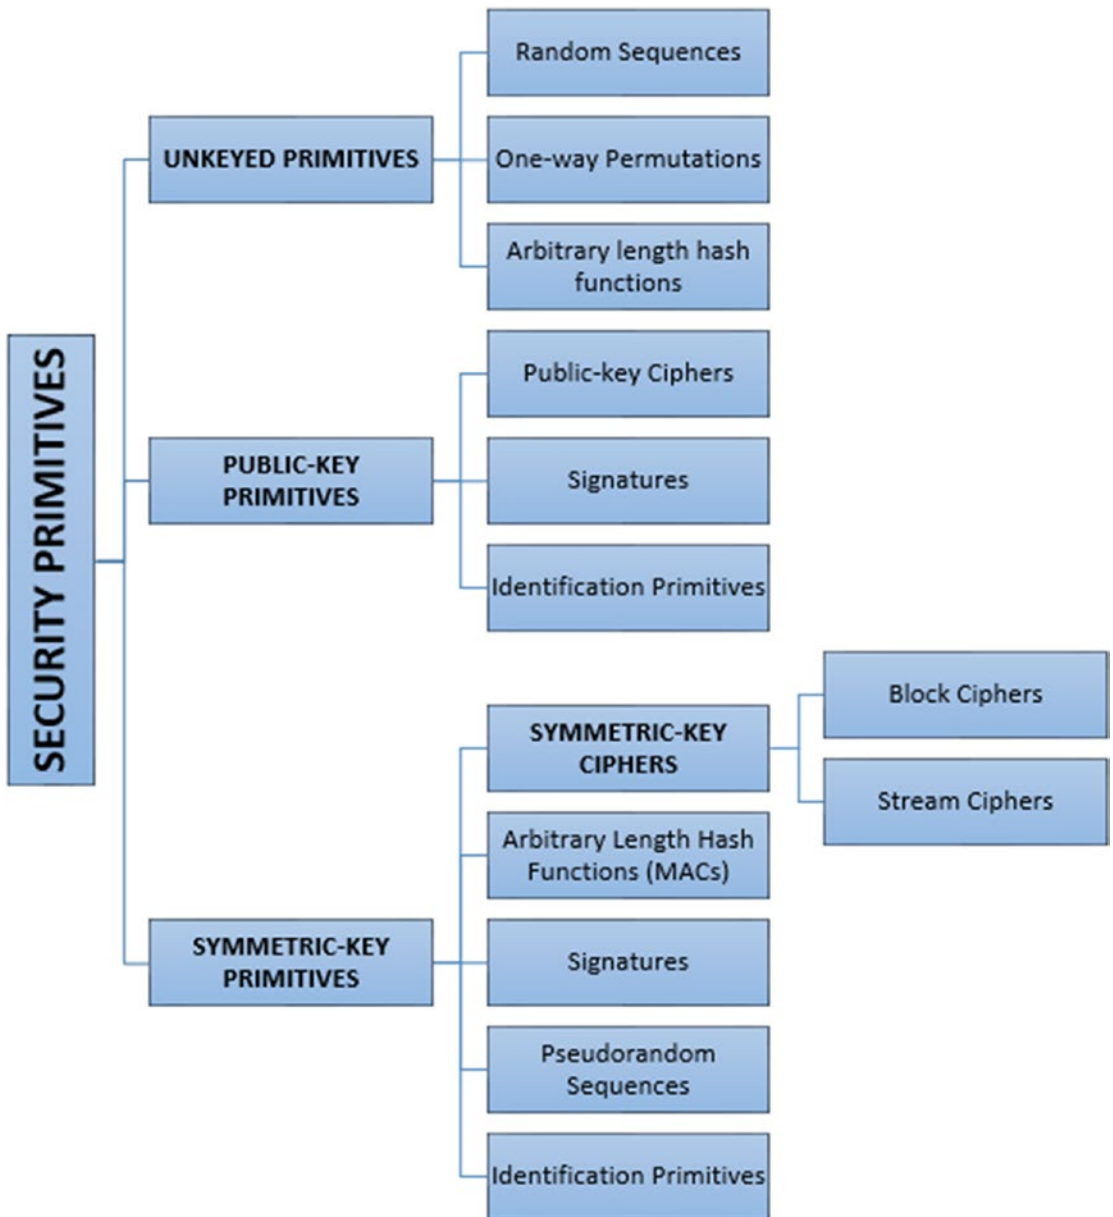 SECURITY PRIMITIVES
UNKEYED PRIMITIVES
Random Sequences
One-way Permutations
Arbitrary length hash
functions
PUBLIC-KEY
PRIMITIVES
Public-key Ciphers
Signatures
Identification Primitives
SYMMETRIC-KEY
PRIMITIVES
SYMMETRIC-KEY
CIPHERS
Block Ciphers
Stream Ciphers
Arbitrary Length Hash
Functions (MACs)
Signatures
Pseudorandom
Sequences
Identification Primitives